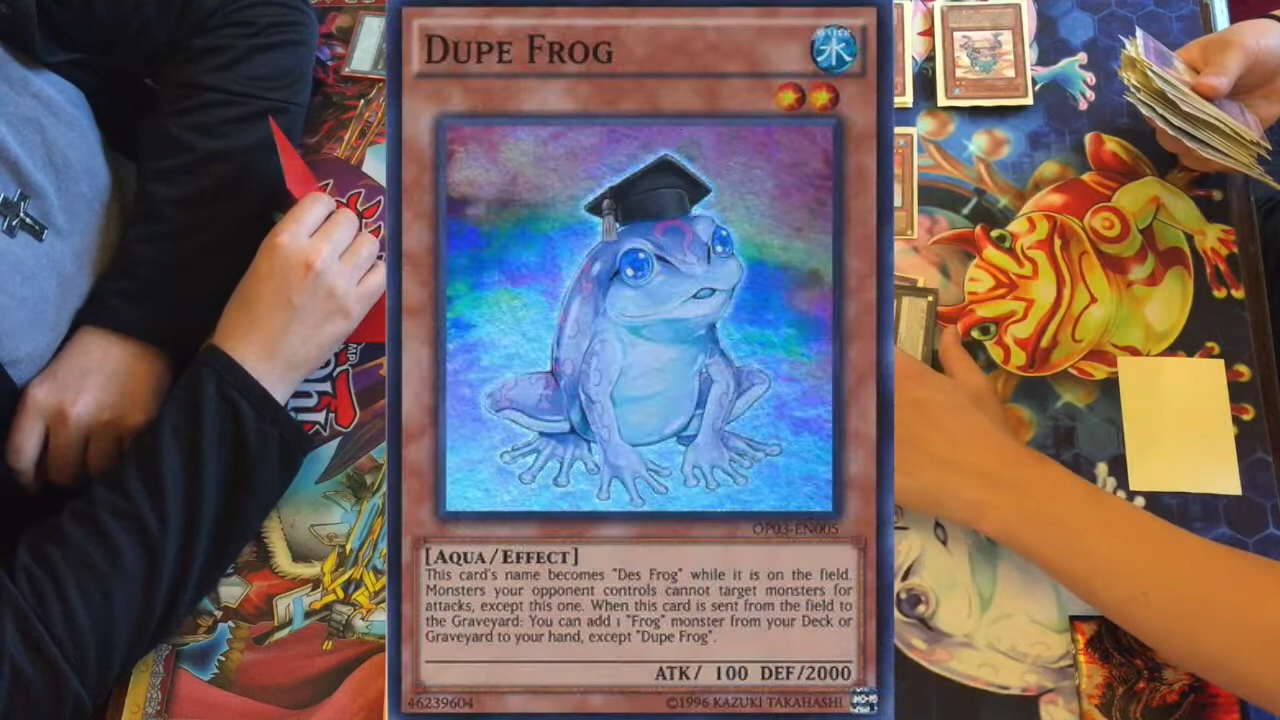 DUPE FROG
WATER
水
OP03-EN005
[AQUA/EFFECT]
This card's name becomes "Des Frog" while it is on the field.
Monsters your opponent controls cannot target monsters for
attacks, except this one. When this card is sent from the field to
the Graveyard: You can add 1 "Frog" monster from your Deck or
Graveyard to your hand, except "Dupe Frog".
ATK/ 100 DEF/2000
46239604
©1996 KAZUKI TAKAHASHI